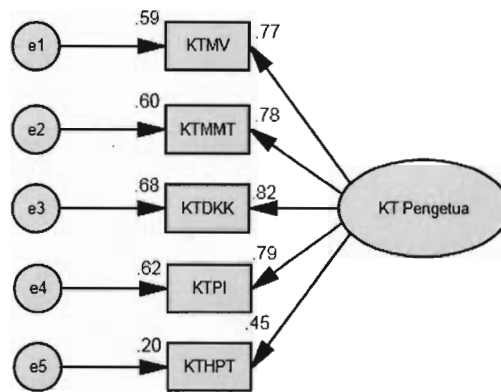 .59
.77
e1
KTMV
.60
.78
e2
KTMMT
.68
.82
e3
KTDKK
KT Pengetua
.62
.79
e4
KTPI
.20
.45
e5
KTHPT